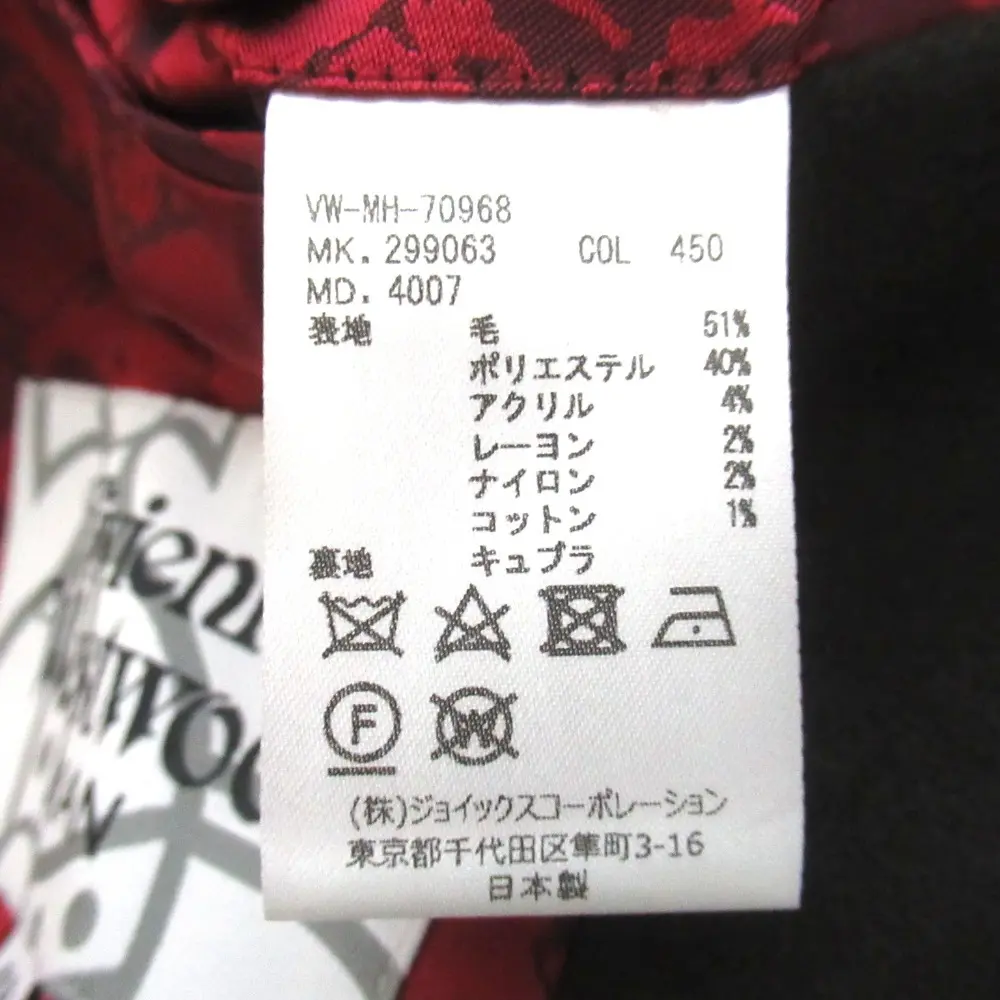 VW-MH-70968
MK. 299063 COL 450
MD. 4007
表地 毛 51%
ポリエステル 40%
アクリル 4%
レーヨン 2%
ナイロン 2%
コットン 1%
裏地 キュプラ
F
W
(株)ジョイックスコーポレーション
東京都千代田区隼町3-16
日本製